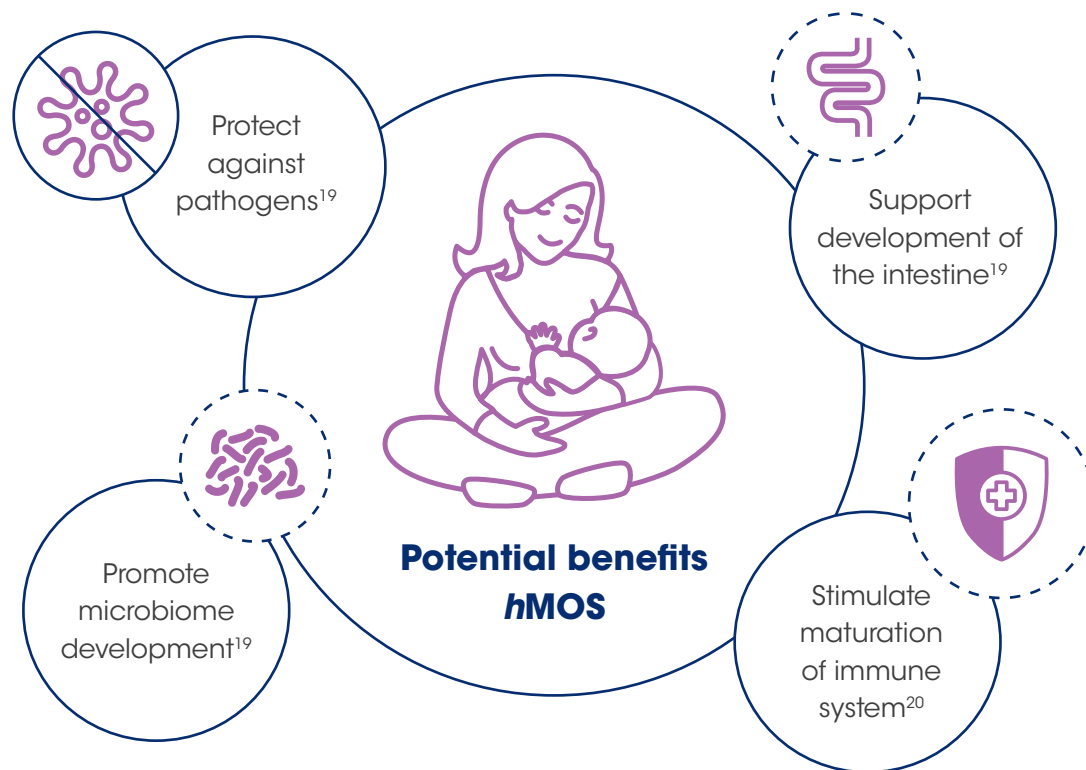 Protect
against
pathogens¹⁹
Support
development of
the intestine¹⁹
Potential benefits
hMOS
Promote
microbiome
development¹⁹
Stimulate
maturation
of immune
system²⁰